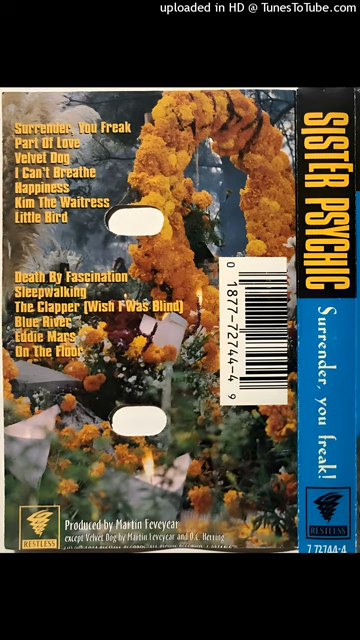 uploaded in HD @ TunesToTube.com
Surrender, You Freak
Part Of Love
Velvet Dog
I Can't Breathe
Happiness
Kim The Waitress
Little Bird
Death By Fascination
Sleepwalking
The Clapper (Wish I Was Blind)
Blue River
Eddie Mars
On The Floor
0 1877-72744-4 9
SISTER PSYCHIC
Surrender, you freak!
RESTLESS
Produced by Martin Feveyear
except Velvet Dog by Martin Feveyear and O.C. Herring
RESTLESS
7 72744-4